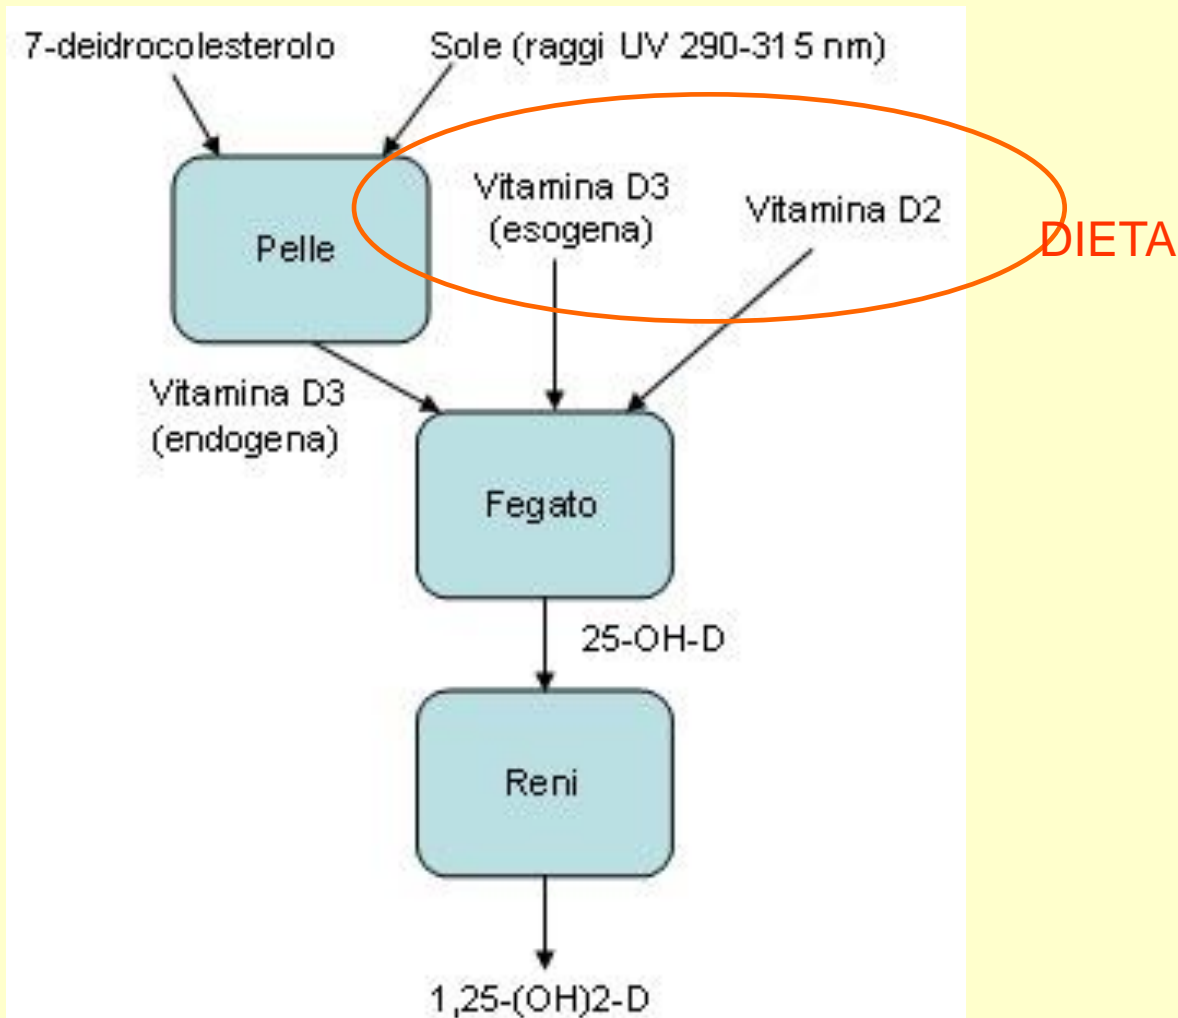 7-deidrocolesterolo
Sole (raggi UV 290-315 nm)
Vitamina D3
(esogena)
Vitamina D2
DIETA
Pelle
Vitamina D3
(endogena)
Fegato
25-OH-D
Reni
1,25-(OH)2-D